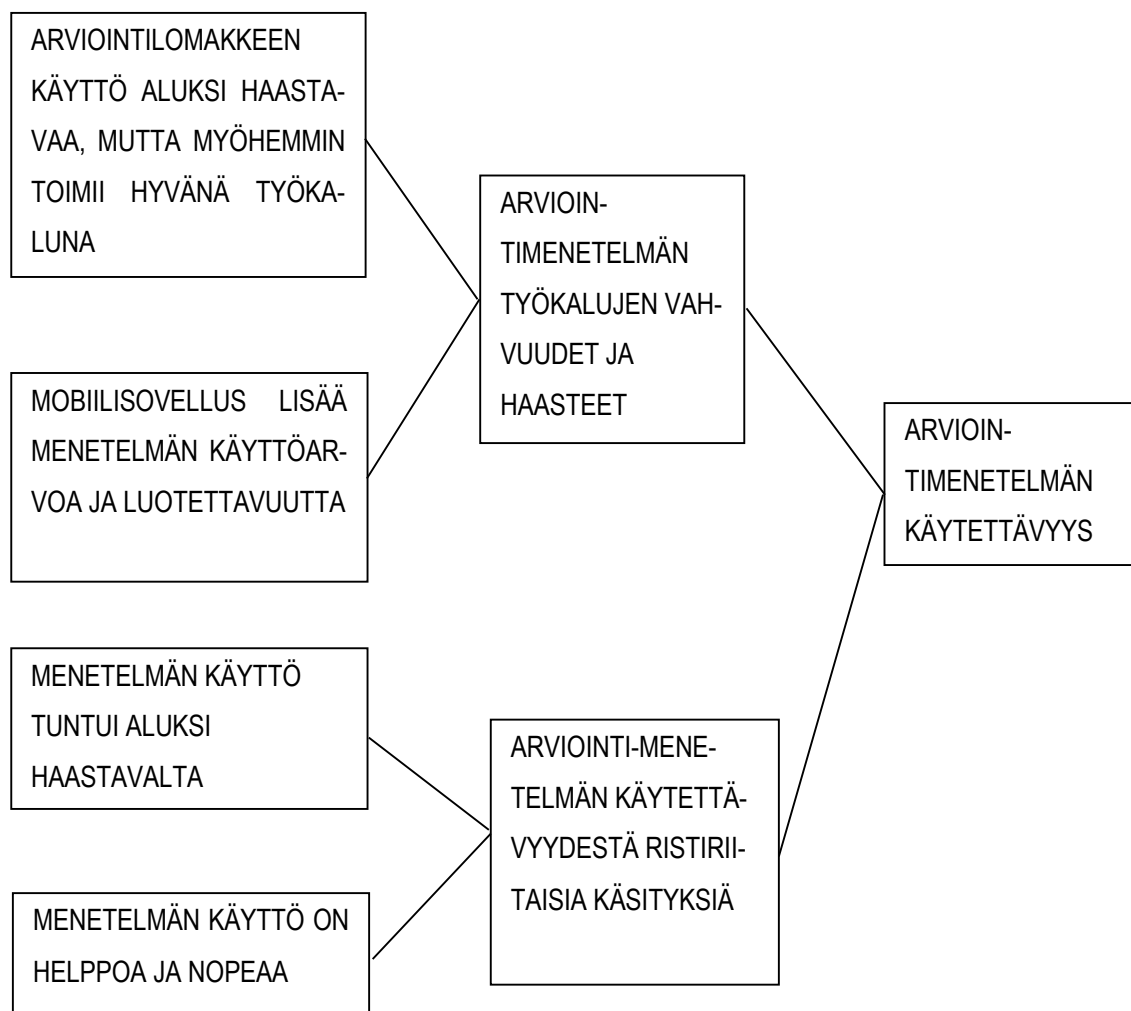 ARVIOINTILOMAKKEEN
KÄYTTÖ ALUKSI HAASTA-
VAA, MUTTA MYÖHEMMIN
TOIMII HYVÄNÄ TYÖKA-
LUNA
MOBIILISOVELLUS LISÄÄ
MENETELMÄN KÄYTTÖAR-
VOA JA LUOTETTAVUUTTA
MENETELMÄN KÄYTTÖ
TUNTUI ALUKSI
HAASTAVALTA
MENETELMÄN KÄYTTÖ ON
HELPPOA JA NOPEAA
ARVIOIN-
TIMENETELMÄN
TYÖKALUJEN VAH-
VUUDET JA
HAASTEET
ARVIOINTI-MENE-
TELMÄN KÄYTETTÄ-
VYYDESTÄ RISTIRII-
TAISIA KÄSITYKSIÄ
ARVIOIN-
TIMENETELMÄN
KÄYTETTÄVYYS